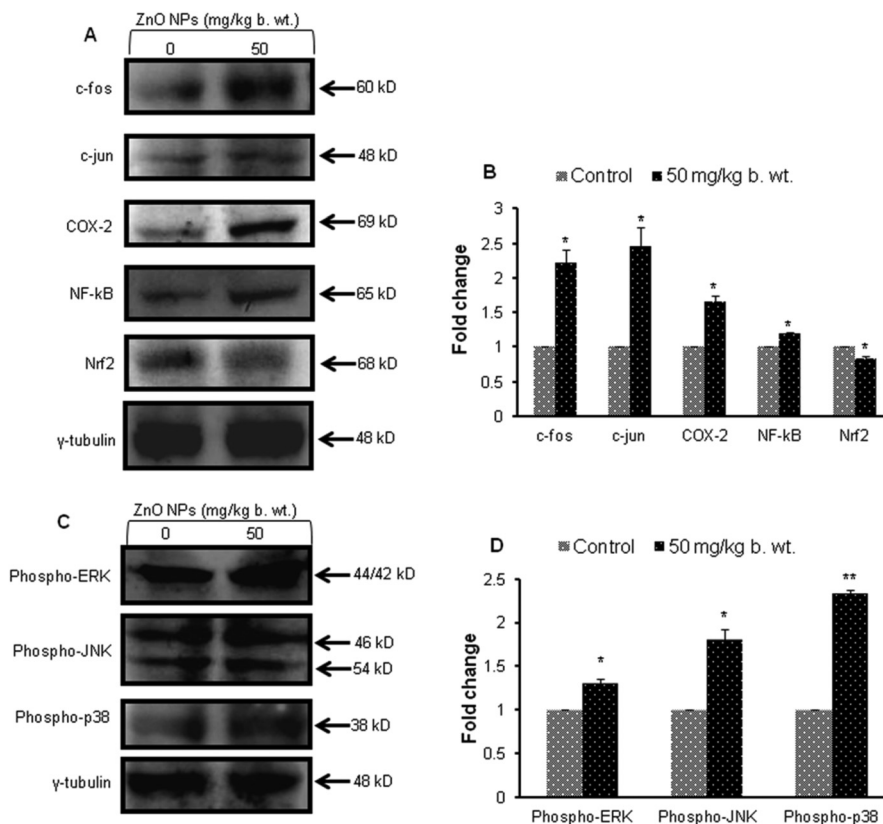 A
ZnO NPs (mg/kg b. wt.)
0 50
c-fos 60 kD
c-jun 48 kD
COX-2 69 kD
NF-kB 65 kD
Nrf2 68 kD
γ-tubulin 48 kD
B
Control 50 mg/kg b. wt.
Fold change
3
2.5
2
1.5
1
0.5
0
* * * * *
c-fos c-jun COX-2 NF-kB Nrf2
C
ZnO NPs (mg/kg b. wt.)
0 50
Phospho-ERK 44/42 kD
Phospho-JNK 46 kD
54 kD
Phospho-p38 38 kD
γ-tubulin 48 kD
D
Control 50 mg/kg b. wt.
Fold change
2.5
2
1.5
1
0.5
0
* * **
Phospho-ERK Phospho-JNK Phospho-p38